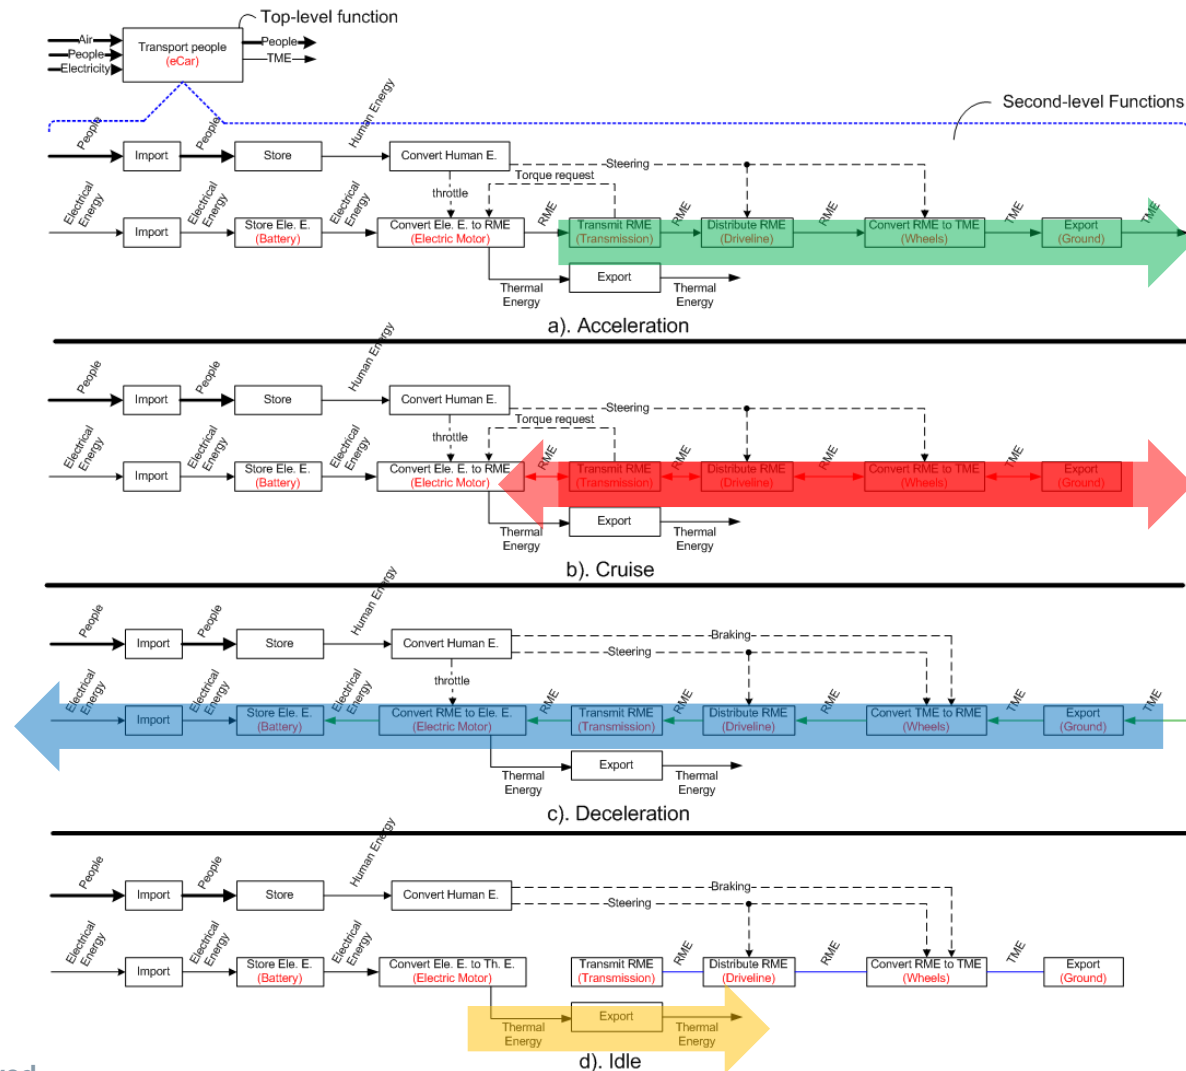 Top-level function
Air
People
Electricity
Transport people
(eCar)
People
TME
Second-level Functions
People
People
Human Energy
Import
Store
Convert Human E.
Steering
Torque request
throttle
Electrical
Energy
Electrical
Energy
Electrical
Energy
RME
RME
RME
TME
TME
Import
Store Ele. E.
(Battery)
Convert Ele. E. to RME
(Electric Motor)
Transmit RME
(Transmission)
Distribute RME
(Driveline)
Convert RME to TME
(Wheels)
Export
(Ground)
Thermal
Energy
Export
Thermal
Energy
a). Acceleration
People
People
Human Energy
Import
Store
Convert Human E.
Steering
Torque request
throttle
Electrical
Energy
Electrical
Energy
Electrical
Energy
RME
RME
RME
TME
Import
Store Ele. E.
(Battery)
Convert Ele. E. to RME
(Electric Motor)
Transmit RME
(Transmission)
Distribute RME
(Driveline)
Convert RME to TME
(Wheels)
Export
(Ground)
Thermal
Energy
Export
Thermal
Energy
b). Cruise
People
People
Human Energy
Import
Store
Convert Human E.
Braking
Steering
throttle
Electrical
Energy
Electrical
Energy
Electrical
Energy
RME
RME
RME
TME
TME
Import
Store Ele. E.
(Battery)
Convert RME to Ele. E.
(Electric Motor)
Transmit RME
(Transmission)
Distribute RME
(Driveline)
Convert TME to RME
(Wheels)
Export
(Ground)
Thermal
Energy
Export
Thermal
Energy
c). Deceleration
People
People
Human Energy
Import
Store
Convert Human E.
Braking
Steering
Electrical
Energy
Electrical
Energy
Electrical
Energy
RME
RME
TME
Import
Store Ele. E.
(Battery)
Convert Ele. E. to Th. E.
(Electric Motor)
Transmit RME
(Transmission)
Distribute RME
(Driveline)
Convert RME to TME
(Wheels)
Export
(Ground)
Thermal
Energy
Export
Thermal
Energy
d). Idle